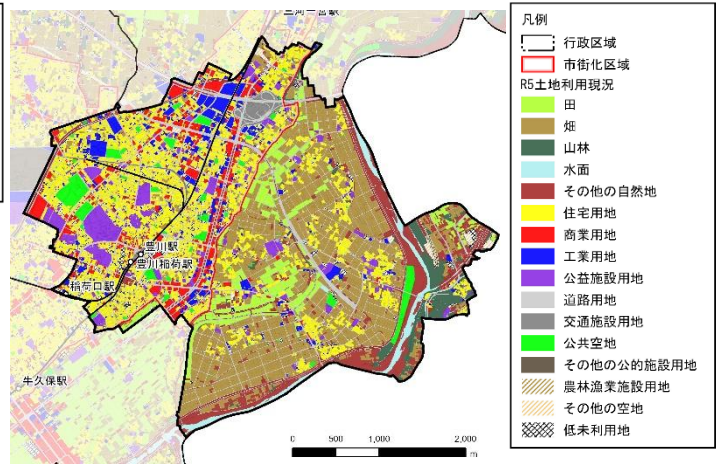 三河一宮駅
豊川駅
豊川稲荷駅
稲荷口駅
牛久保駅
0 500 1,000 2,000
m
凡例
行政区域
市街化区域
R5土地利用現況
田
畑
山林
水面
その他の自然地
住宅用地
商業用地
工業用地
公益施設用地
道路用地
交通施設用地
公共空地
その他の公的施設用地
農林漁業施設用地
その他の空地
低未利用地